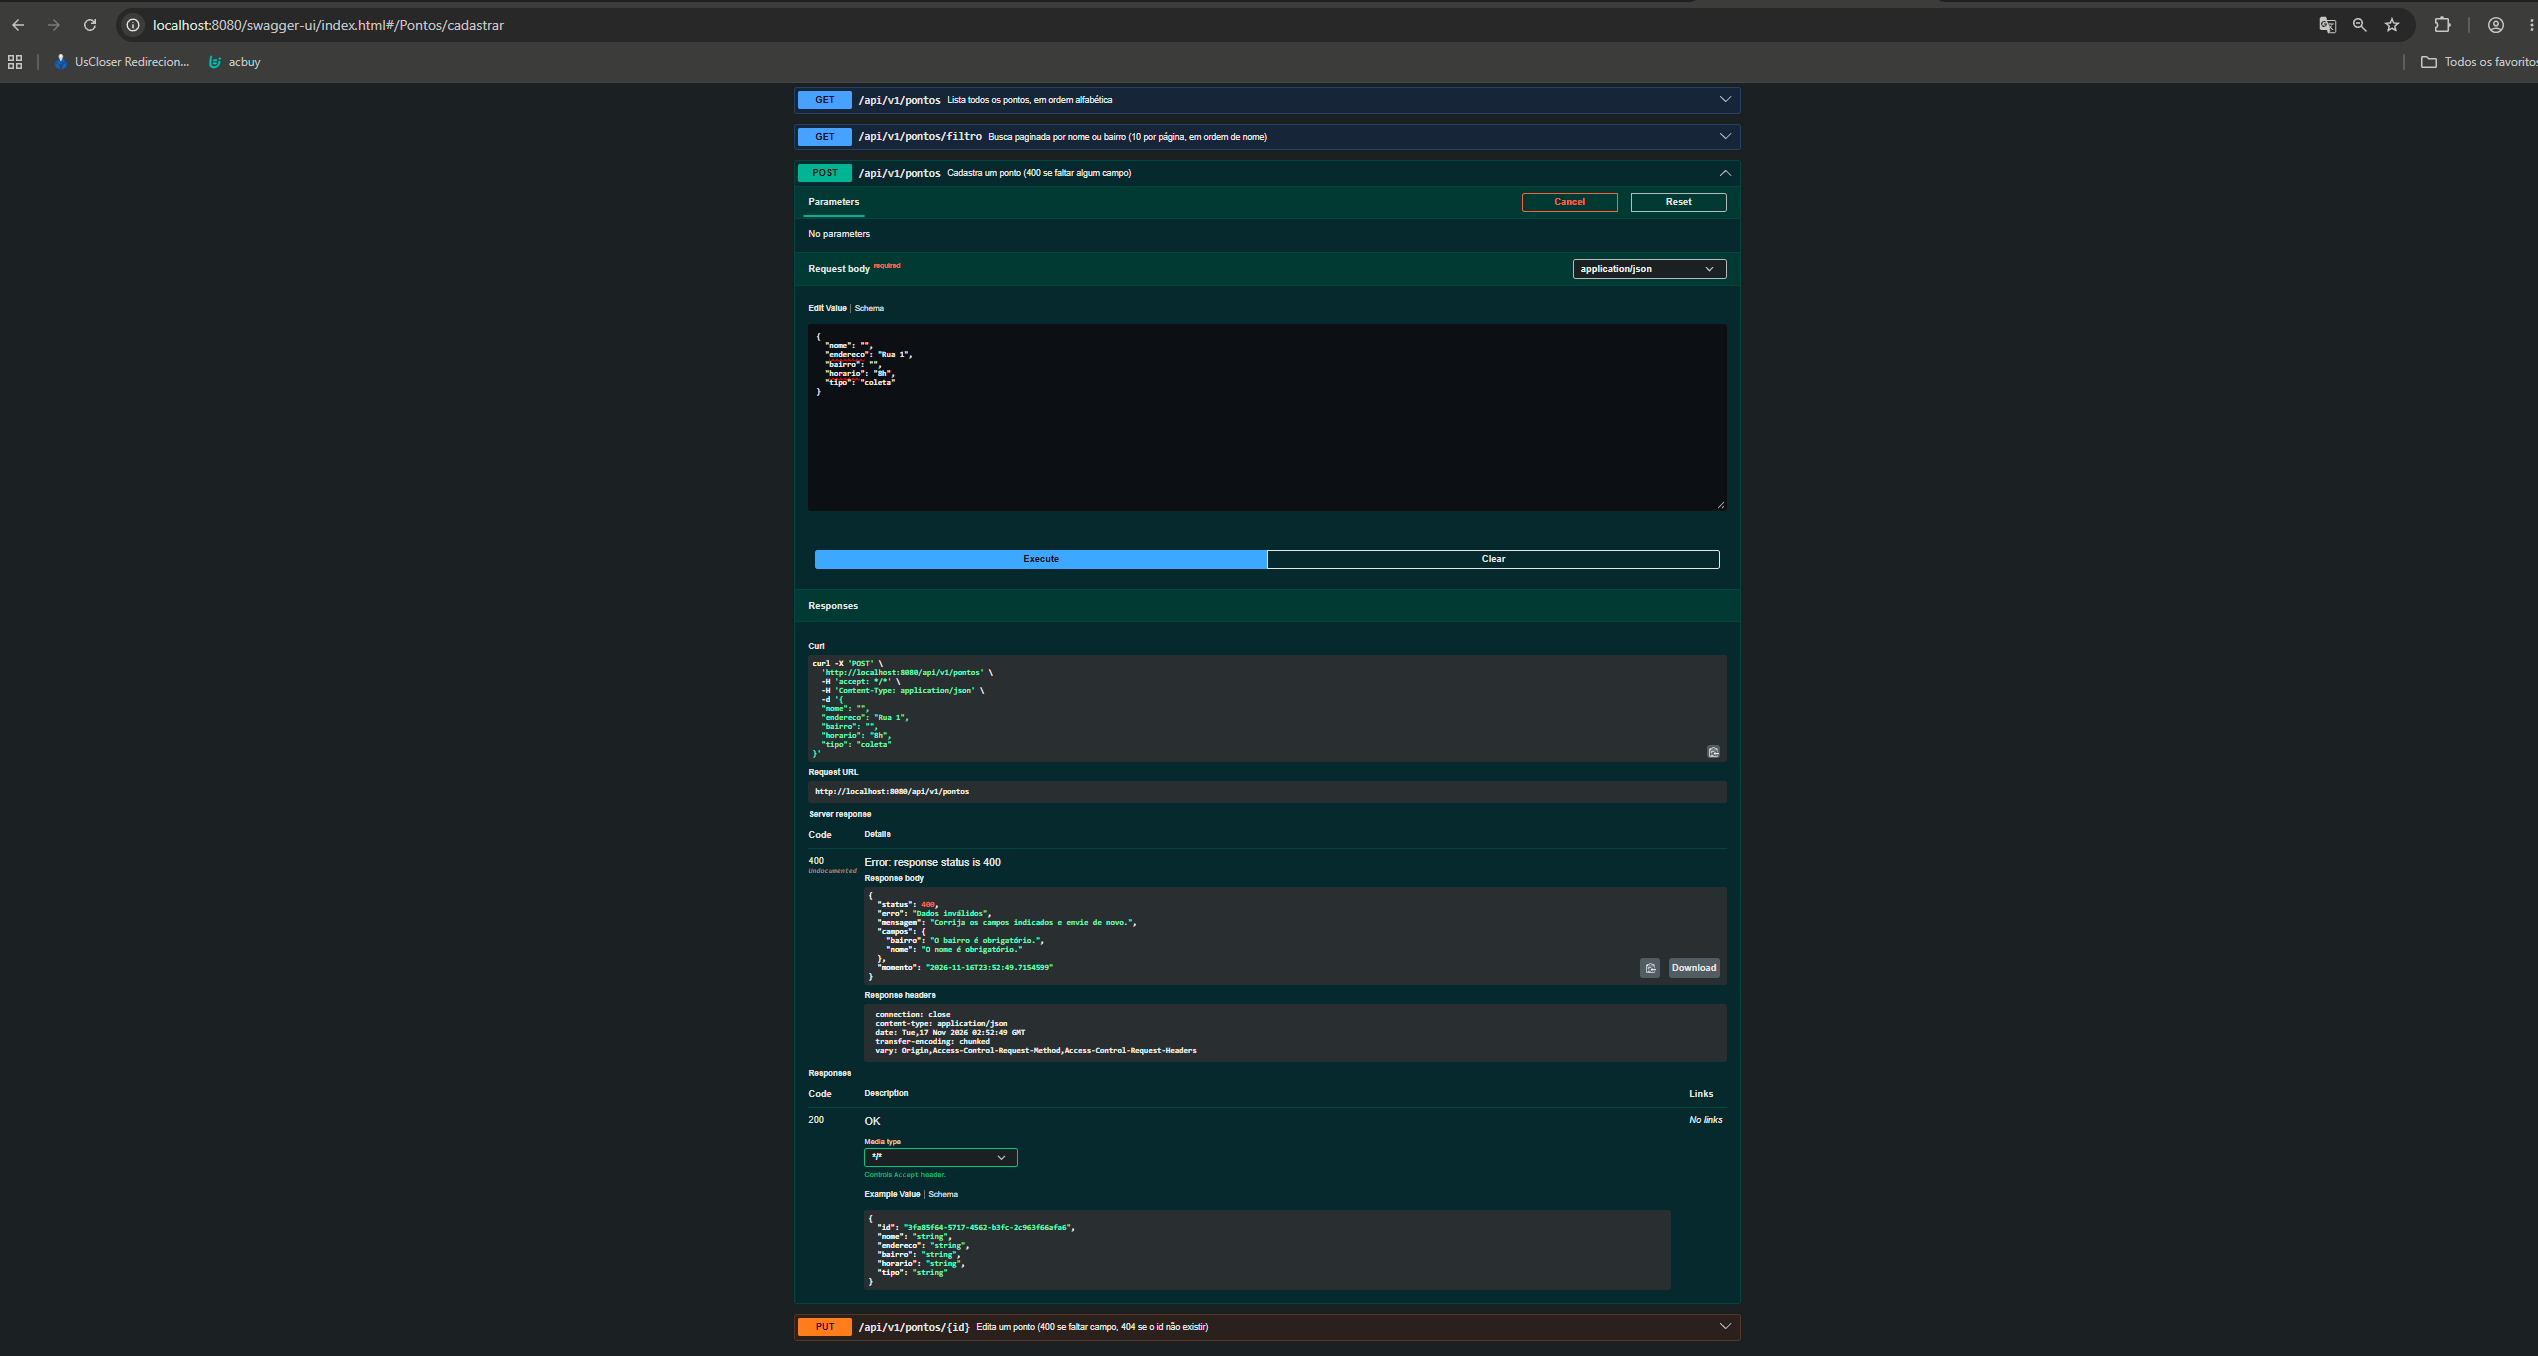 localhost:8080/swagger-ui/index.html#/Pontos/cadastrar
UsCloser Redirecion...
acbuy
Todos os favoritos
GET /api/v1/pontos Lista todos os pontos, em ordem alfabética
GET /api/v1/pontos/filtro Busca paginada por nome ou bairro (10 por página, em ordem de nome)
POST /api/v1/pontos Cadastra um ponto (400 se faltar algum campo)
Parameters
Cancel
Reset
No parameters
Request body required
application/json
Edit Value | Schema
{
"nome": "",
"endereco": "Rua 1",
"bairro": "",
"horario": "8h",
"tipo": "coleta"
}
Execute
Clear
Responses
Curl
curl -X 'POST' \
'http://localhost:8080/api/v1/pontos' \
-H 'accept: */*' \
-H 'Content-Type: application/json' \
-d '{
"nome": "",
"endereco": "Rua 1",
"bairro": "",
"horario": "8h",
"tipo": "coleta"
}'
Request URL
http://localhost:8080/api/v1/pontos
Server response
Code Details
400 Error: response status is 400
Undocumented
Response body
{
"status": 400,
"erro": "Dados inválidos",
"mensagem": "Corrija os campos indicados e envie de novo.",
"campos": {
"bairro": "O bairro é obrigatório.",
"nome": "O nome é obrigatório."
},
"momento": "2026-11-16T23:52:49.7154599"
}
Download
Response headers
connection: close
content-type: application/json
date: Tue,17 Nov 2026 02:52:49 GMT
transfer-encoding: chunked
vary: Origin,Access-Control-Request-Method,Access-Control-Request-Headers
Responses
Code Description Links
200 OK No links
Media type
*/*
Controls Accept header.
Example Value | Schema
{
"id": "3fa85f64-5717-4562-b3fc-2c963f66afa6",
"nome": "string",
"endereco": "string",
"bairro": "string",
"horario": "string",
"tipo": "string"
}
PUT /api/v1/pontos/{id} Edita um ponto (400 se faltar campo, 404 se o id não existir)